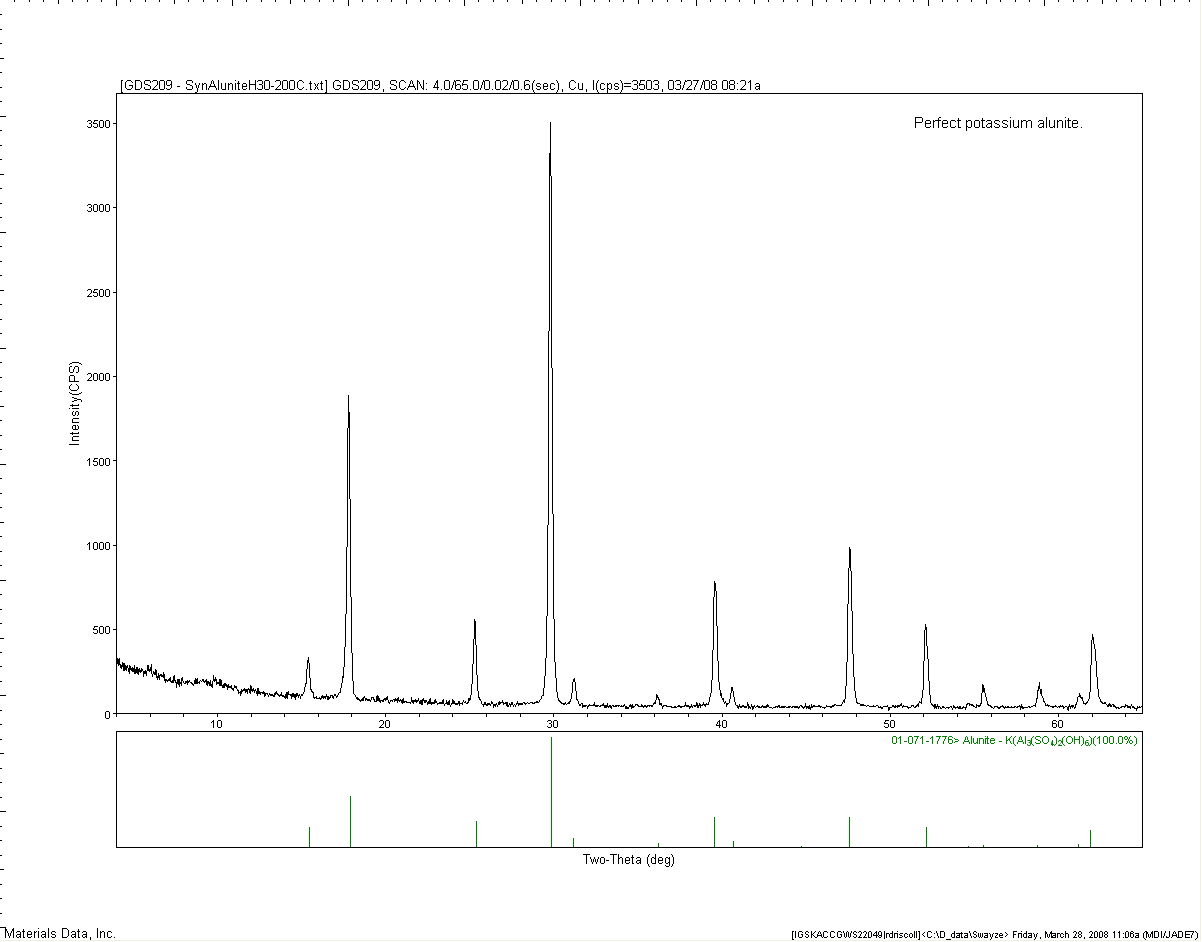 [GDS209 - SynAluniteH30-200C.txt] GDS209, SCAN: 4.0/65.0/0.02/0.6(sec), Cu, I(cps)=3503, 03/27/08 08:21a
Perfect potassium alunite.
3500
3000
2500
2000
1500
1000
500
0
Intensity(CPS)
10 20 30 40 50 60
01-071-1776> Alunite - K(Al3(SO4)2(OH)6)(100.0%)
Two-Theta (deg)
Materials Data, Inc.
[IGSKACCGWS22049|rdriscoll]<C:\D_data\Swayze> Friday, March 28, 2008 11:06a (MDI/JADE7)